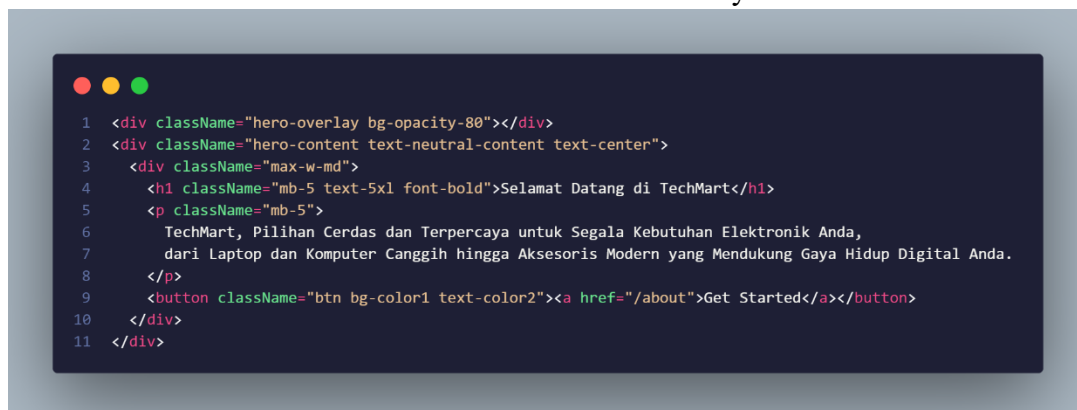 1 <div className="hero-overlay bg-opacity-80"></div>
2 <div className="hero-content text-neutral-content text-center">
3 <div className="max-w-md">
4 <h1 className="mb-5 text-5xl font-bold">Selamat Datang di TechMart</h1>
5 <p className="mb-5">
6 TechMart, Pilihan Cerdas dan Terpercaya untuk Segala Kebutuhan Elektronik Anda,
7 dari Laptop dan Komputer Canggih hingga Aksesoris Modern yang Mendukung Gaya Hidup Digital Anda.
8 </p>
9 <button className="btn bg-color1 text-color2"><a href="/about">Get Started</a></button>
10 </div>
11 </div>